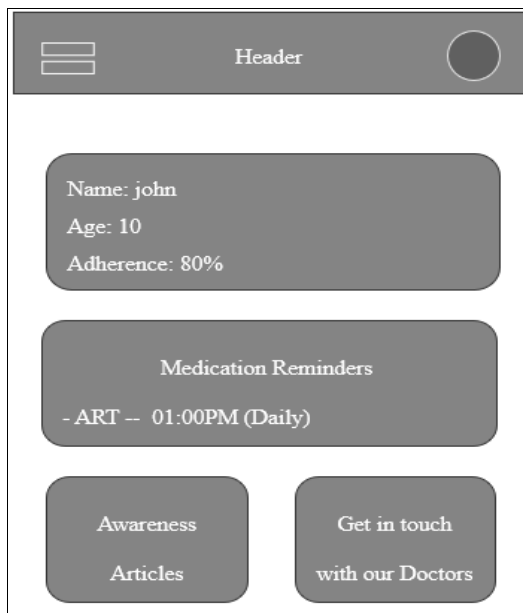 Header
Name: john
Age: 10
Adherence: 80%
Medication Reminders
- ART -- 01:00PM (Daily)
Awareness
Articles
Get in touch
with our Doctors